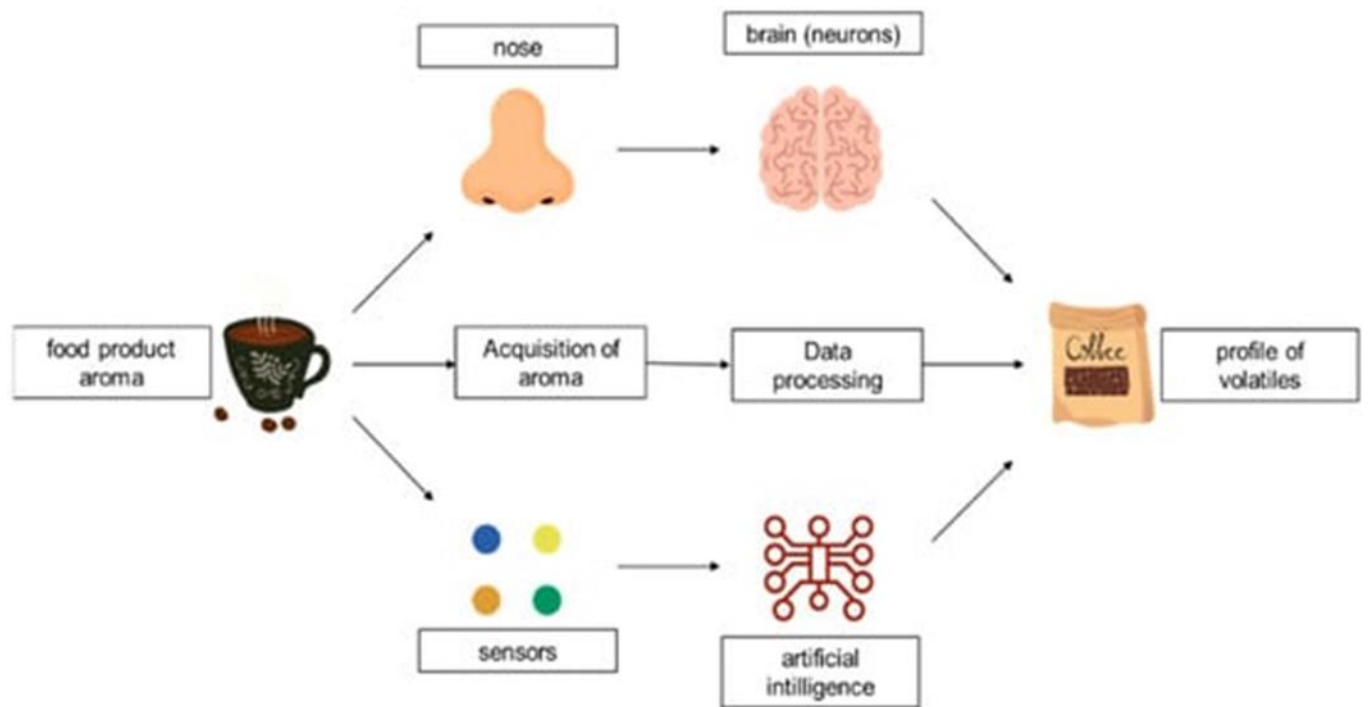 nose
brain (neurons)
food product
aroma
Acquisition of
aroma
Data
processing
Coffee
profile of
volatiles
sensors
artificial
intilligence